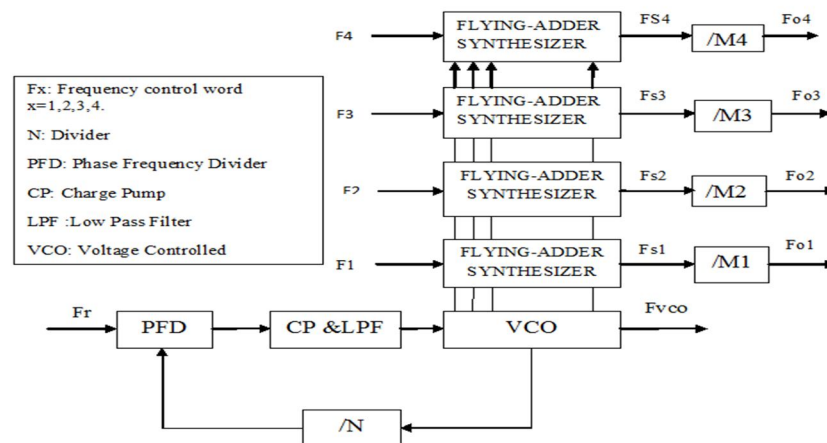 F4
FLYING-ADDER
SYNTHESIZER
FS4
/M4
Fo4
Fx: Frequency control word
x=1,2,3,4.
N: Divider
PFD: Phase Frequency Divider
CP: Charge Pump
LPF :Low Pass Filter
VCO: Voltage Controlled
F3
FLYING-ADDER
SYNTHESIZER
Fs3
/M3
Fo3
F2
FLYING-ADDER
SYNTHESIZER
Fs2
/M2
Fo2
F1
FLYING-ADDER
SYNTHESIZER
Fs1
/M1
Fo1
Fr
PFD
CP &LPF
VCO
Fvco
/N